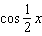 cos 1/2 x